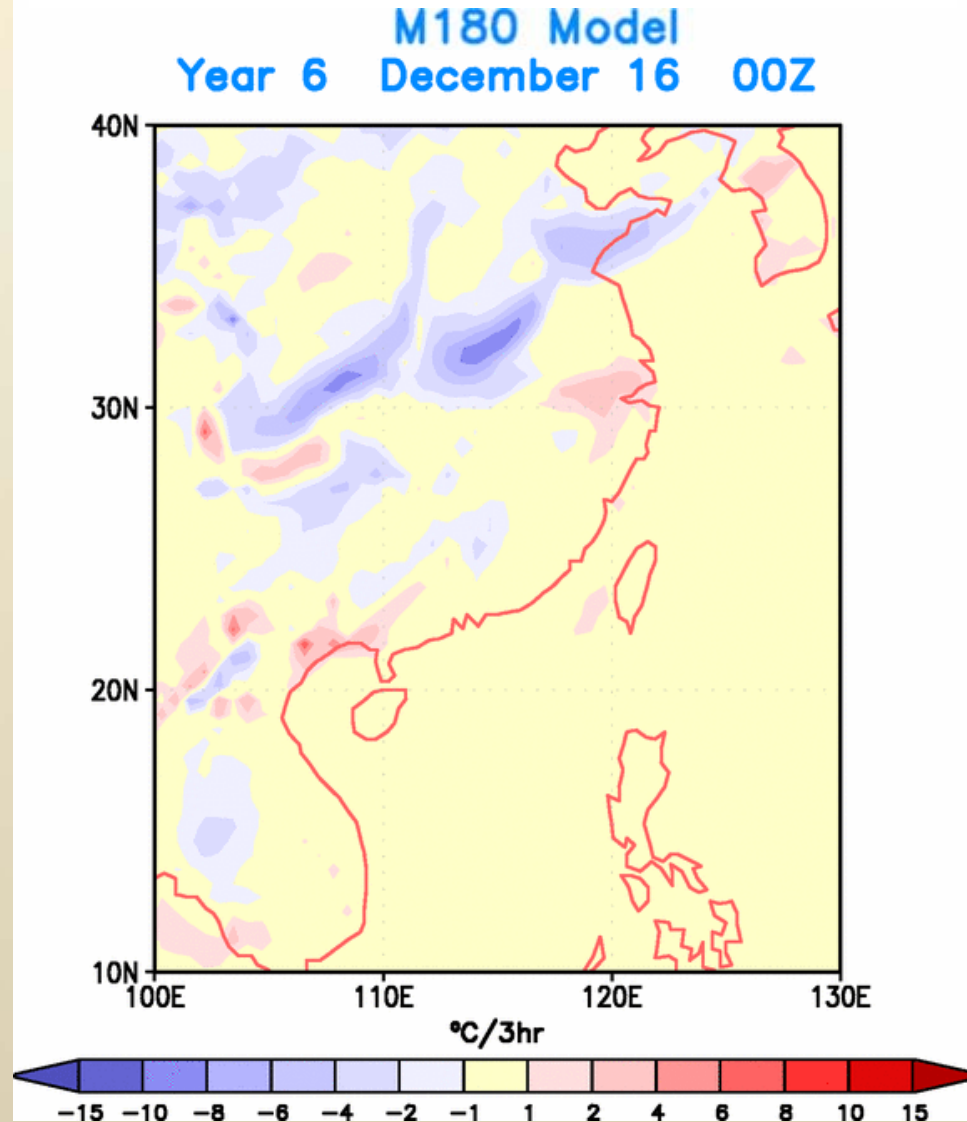 M180 Model
Year 6 December 16 00Z
40N
30N
20N
10N
100E 110E 120E 130E
°C/3hr
−15 −10 −8 −6 −4 −2 −1 1 2 4 6 8 10 15